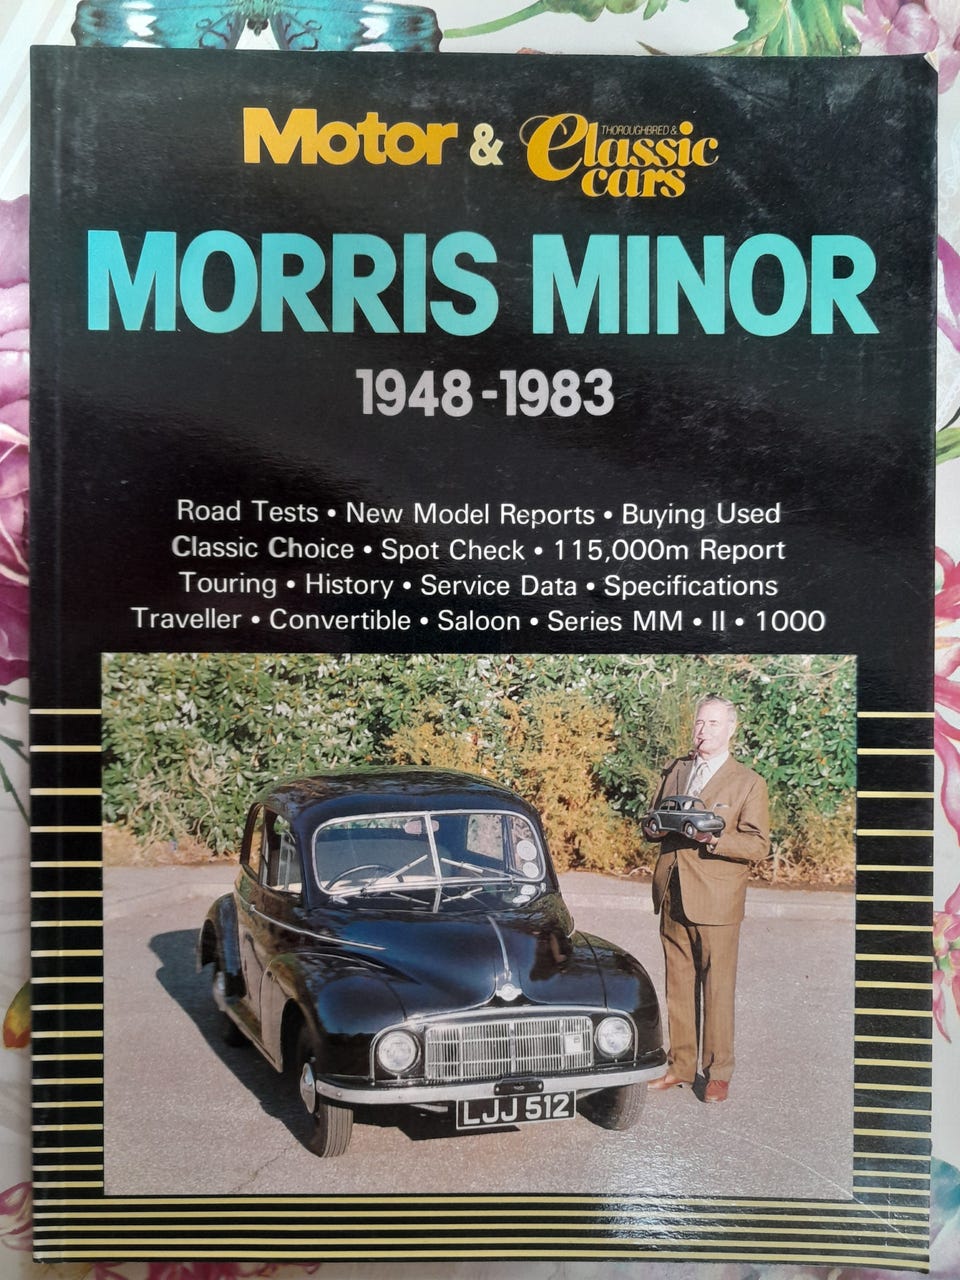 Motor & THOROUGHBRED & Classic cars
MORRIS MINOR
1948-1983
Road Tests • New Model Reports • Buying Used
Classic Choice • Spot Check • 115,000m Report
Touring • History • Service Data • Specifications
Traveller • Convertible • Saloon • Series MM • II • 1000
LJJ 512